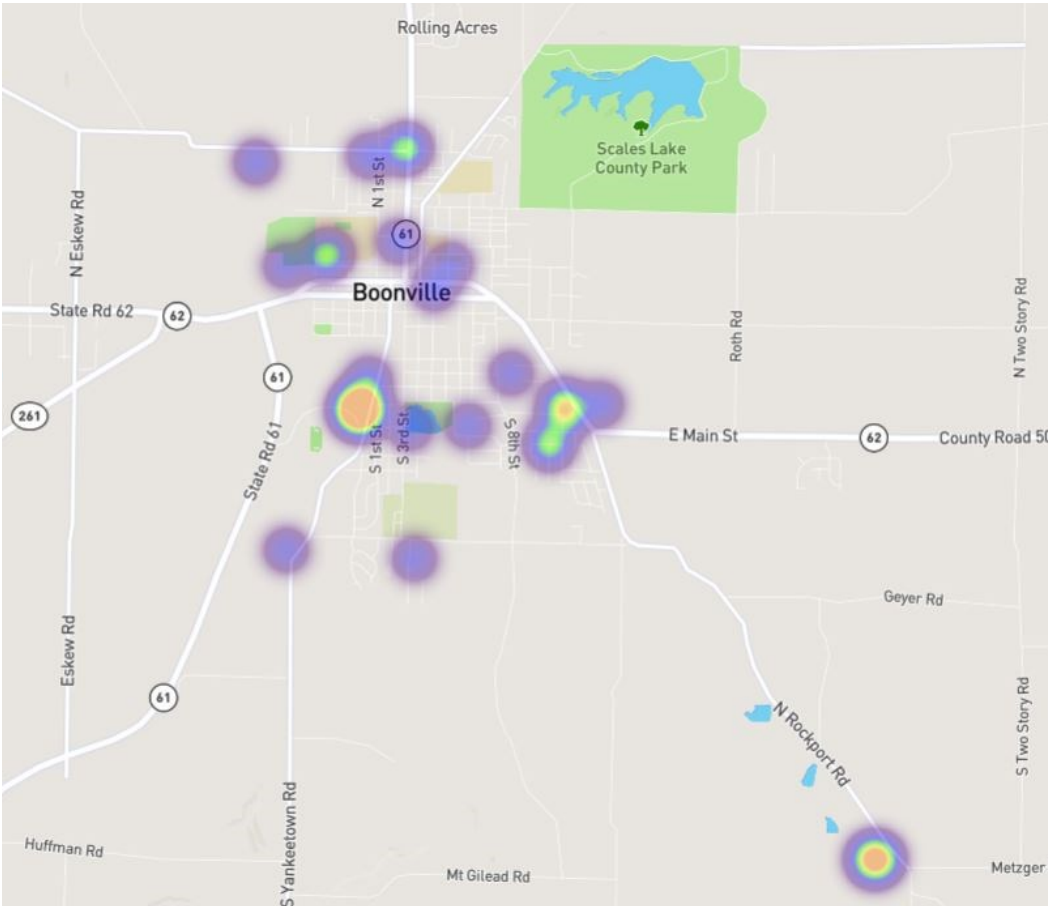 Rolling Acres
Scales Lake
County Park
N 1st St
N Eskew Rd
61
Boonville
State Rd 62
62
Roth Rd
N Two Story Rd
61
261
State Rd 61
S 1st St
S 3rd St
S 8th St
E Main St
62
County Road 50
Geyer Rd
Eskew Rd
61
N Rockport Rd
S Two Story Rd
S Yankeetown Rd
Huffman Rd
Mt Gilead Rd
Metzger